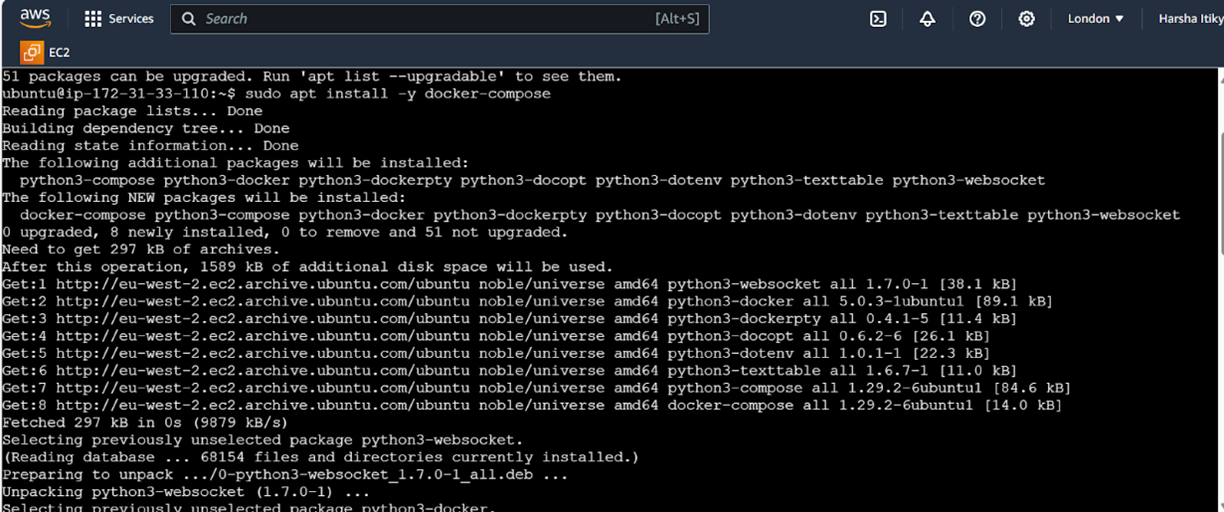 aws Services Search [Alt+S] London Harsha Itiky
EC2
51 packages can be upgraded. Run 'apt list --upgradable' to see them.
ubuntu@ip-172-31-33-110:~$ sudo apt install -y docker-compose
Reading package lists... Done
Building dependency tree... Done
Reading state information... Done
The following additional packages will be installed:
  python3-compose python3-docker python3-dockerpty python3-docopt python3-dotenv python3-texttable python3-websocket
The following NEW packages will be installed:
  docker-compose python3-compose python3-docker python3-dockerpty python3-docopt python3-dotenv python3-texttable python3-websocket
0 upgraded, 8 newly installed, 0 to remove and 51 not upgraded.
Need to get 297 kB of archives.
After this operation, 1589 kB of additional disk space will be used.
Get:1 http://eu-west-2.ec2.archive.ubuntu.com/ubuntu noble/universe amd64 python3-websocket all 1.7.0-1 [38.1 kB]
Get:2 http://eu-west-2.ec2.archive.ubuntu.com/ubuntu noble/universe amd64 python3-docker all 5.0.3-1ubuntu1 [89.1 kB]
Get:3 http://eu-west-2.ec2.archive.ubuntu.com/ubuntu noble/universe amd64 python3-dockerpty all 0.4.1-5 [11.4 kB]
Get:4 http://eu-west-2.ec2.archive.ubuntu.com/ubuntu noble/universe amd64 python3-docopt all 0.6.2-6 [26.1 kB]
Get:5 http://eu-west-2.ec2.archive.ubuntu.com/ubuntu noble/universe amd64 python3-dotenv all 1.0.1-1 [22.3 kB]
Get:6 http://eu-west-2.ec2.archive.ubuntu.com/ubuntu noble/universe amd64 python3-texttable all 1.6.7-1 [11.0 kB]
Get:7 http://eu-west-2.ec2.archive.ubuntu.com/ubuntu noble/universe amd64 python3-compose all 1.29.2-6ubuntu1 [84.6 kB]
Get:8 http://eu-west-2.ec2.archive.ubuntu.com/ubuntu noble/universe amd64 docker-compose all 1.29.2-6ubuntu1 [14.0 kB]
Fetched 297 kB in 0s (9879 kB/s)
Selecting previously unselected package python3-websocket.
(Reading database ... 68154 files and directories currently installed.)
Preparing to unpack .../0-python3-websocket_1.7.0-1_all.deb ...
Unpacking python3-websocket (1.7.0-1) ...
Selecting previously unselected package python3-docker.